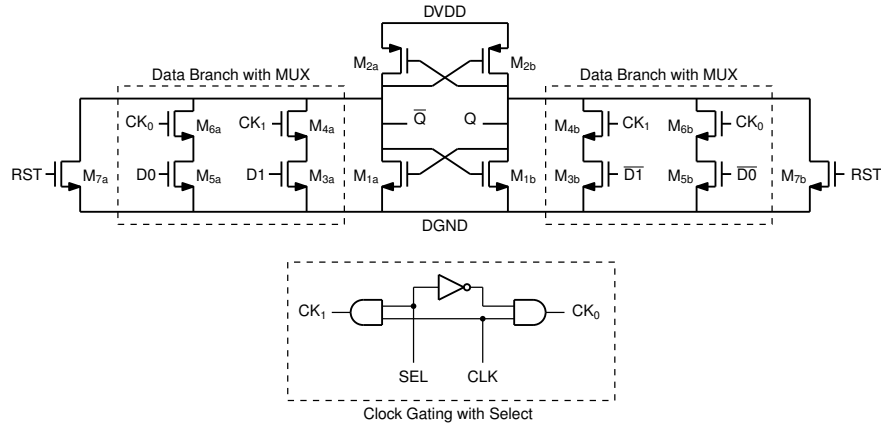 DVDD
M2a M2b
Data Branch with MUX Data Branch with MUX
CK0 M6a CK1 M4a Q̅ Q M4b CK1 M6b CK0
RST M7a D0 M5a D1 M3a M1a M1b M3b D̅1̅ M5b D̅0̅ M7b RST
DGND
CK1 CK0
SEL CLK
Clock Gating with Select